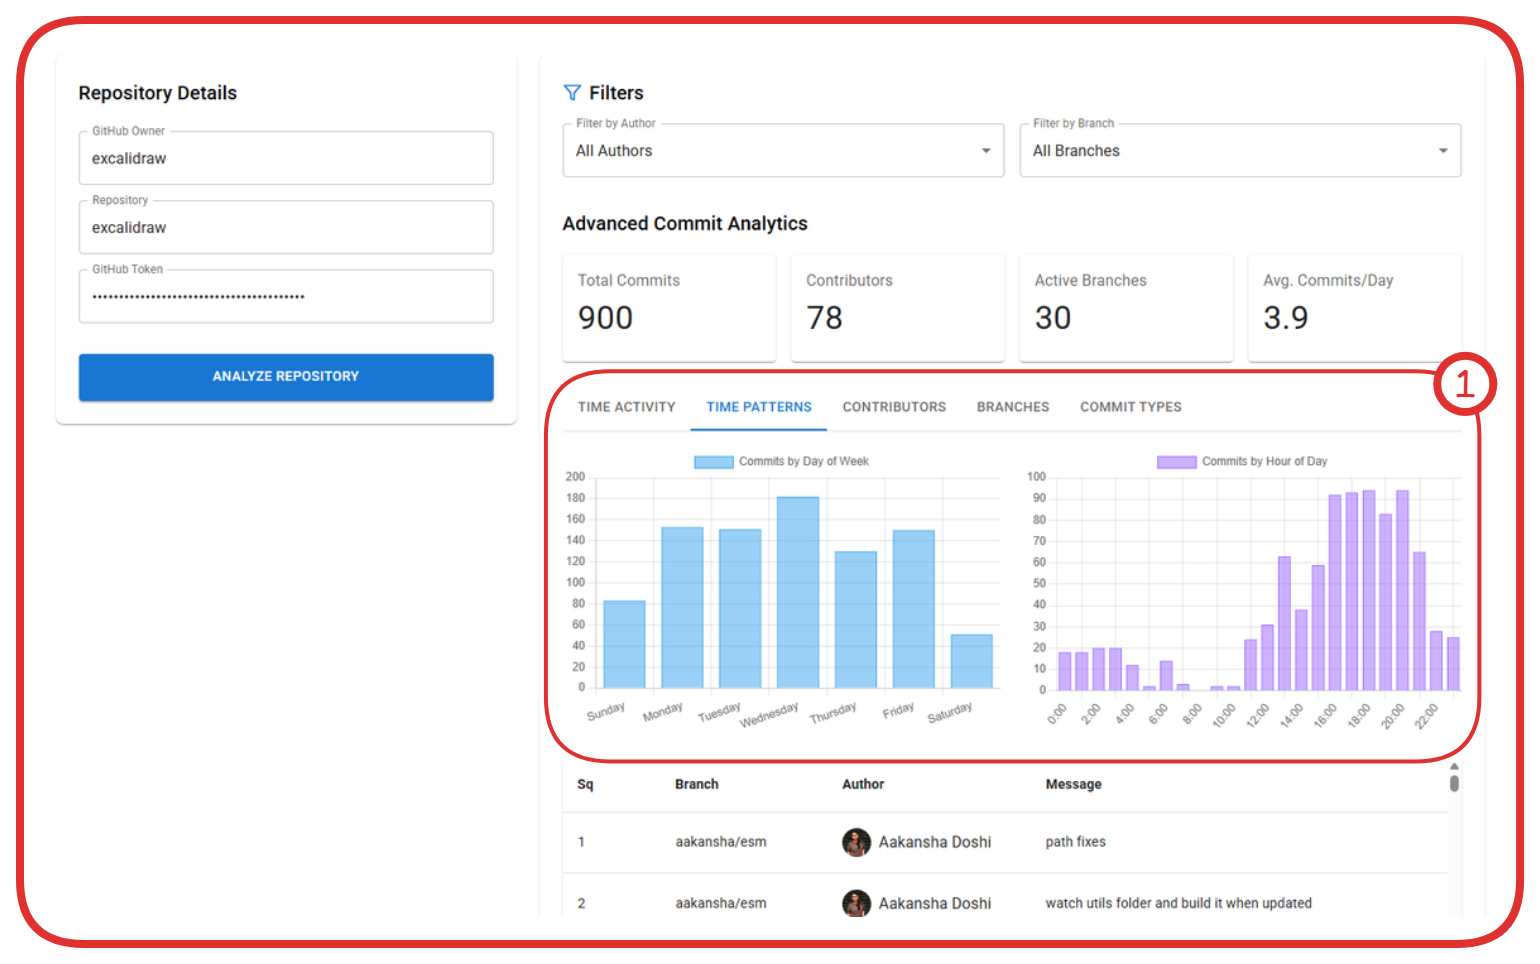 Repository Details
GitHub Owner
excalidraw
Repository
excalidraw
GitHub Token
••••••••••••••••••••••••••••••••••••••••
ANALYZE REPOSITORY
Filters
Filter by Author
All Authors
Filter by Branch
All Branches
Advanced Commit Analytics
Total Commits
900
Contributors
78
Active Branches
30
Avg. Commits/Day
3.9
1
TIME ACTIVITY TIME PATTERNS CONTRIBUTORS BRANCHES COMMIT TYPES
Commits by Day of Week
200
180
160
140
120
100
80
60
40
20
0
Sunday Monday Tuesday Wednesday Thursday Friday Saturday
Commits by Hour of Day
100
90
80
70
60
50
40
30
20
10
0
0:00 2:00 4:00 6:00 8:00 10:00 12:00 14:00 16:00 18:00 20:00 22:00
Sq Branch Author Message
1 aakansha/esm Aakansha Doshi path fixes
2 aakansha/esm Aakansha Doshi watch utils folder and build it when updated